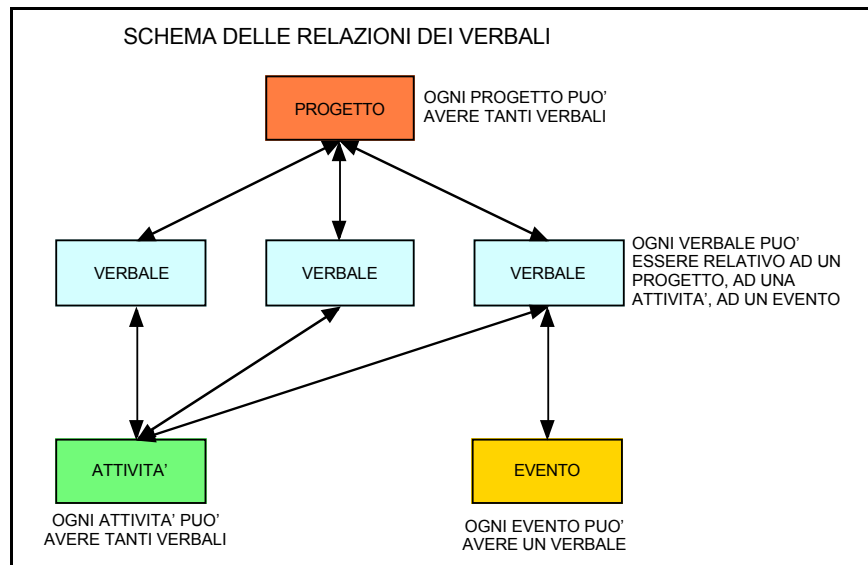 SCHEMA DELLE RELAZIONI DEI VERBALI
PROGETTO
OGNI PROGETTO PUO'
AVERE TANTI VERBALI
VERBALE
VERBALE
VERBALE
OGNI VERBALE PUO'
ESSERE RELATIVO AD UN
PROGETTO, AD UNA
ATTIVITA', AD UN EVENTO
ATTIVITA'
EVENTO
OGNI ATTIVITA' PUO'
AVERE TANTI VERBALI
OGNI EVENTO PUO'
AVERE UN VERBALE